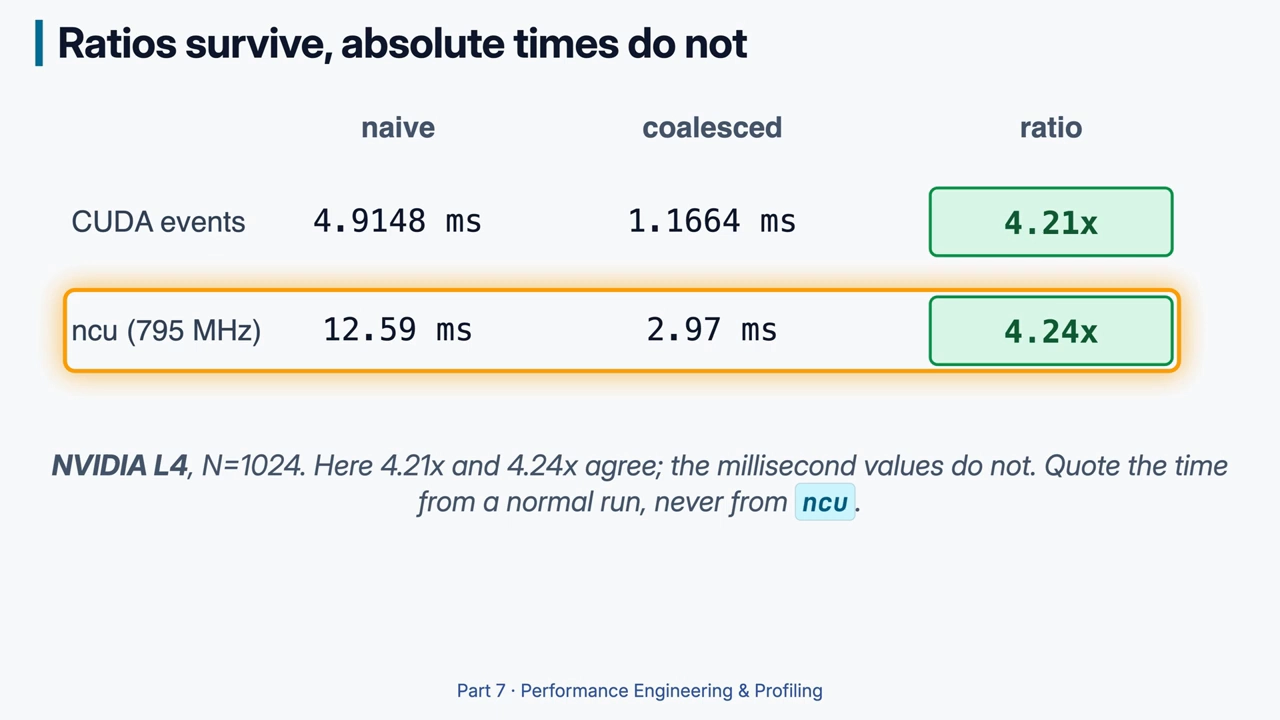 Ratios survive, absolute times do not
naive coalesced ratio
CUDA events 4.9148 ms 1.1664 ms 4.21x
ncu (795 MHz) 12.59 ms 2.97 ms 4.24x
NVIDIA L4, N=1024. Here 4.21x and 4.24x agree; the millisecond values do not. Quote the time
from a normal run, never from ncu.
Part 7 · Performance Engineering & Profiling